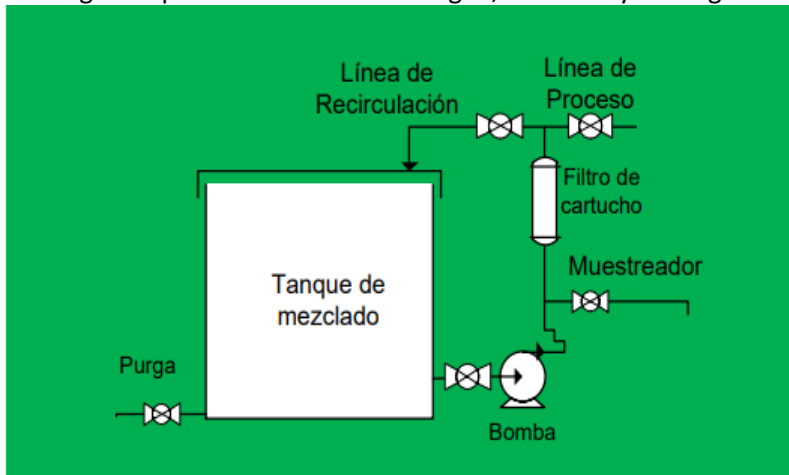 Línea de
Recirculación
Línea de
Proceso
Filtro de
cartucho
Muestreador
Tanque de
mezclado
Purga
Bomba